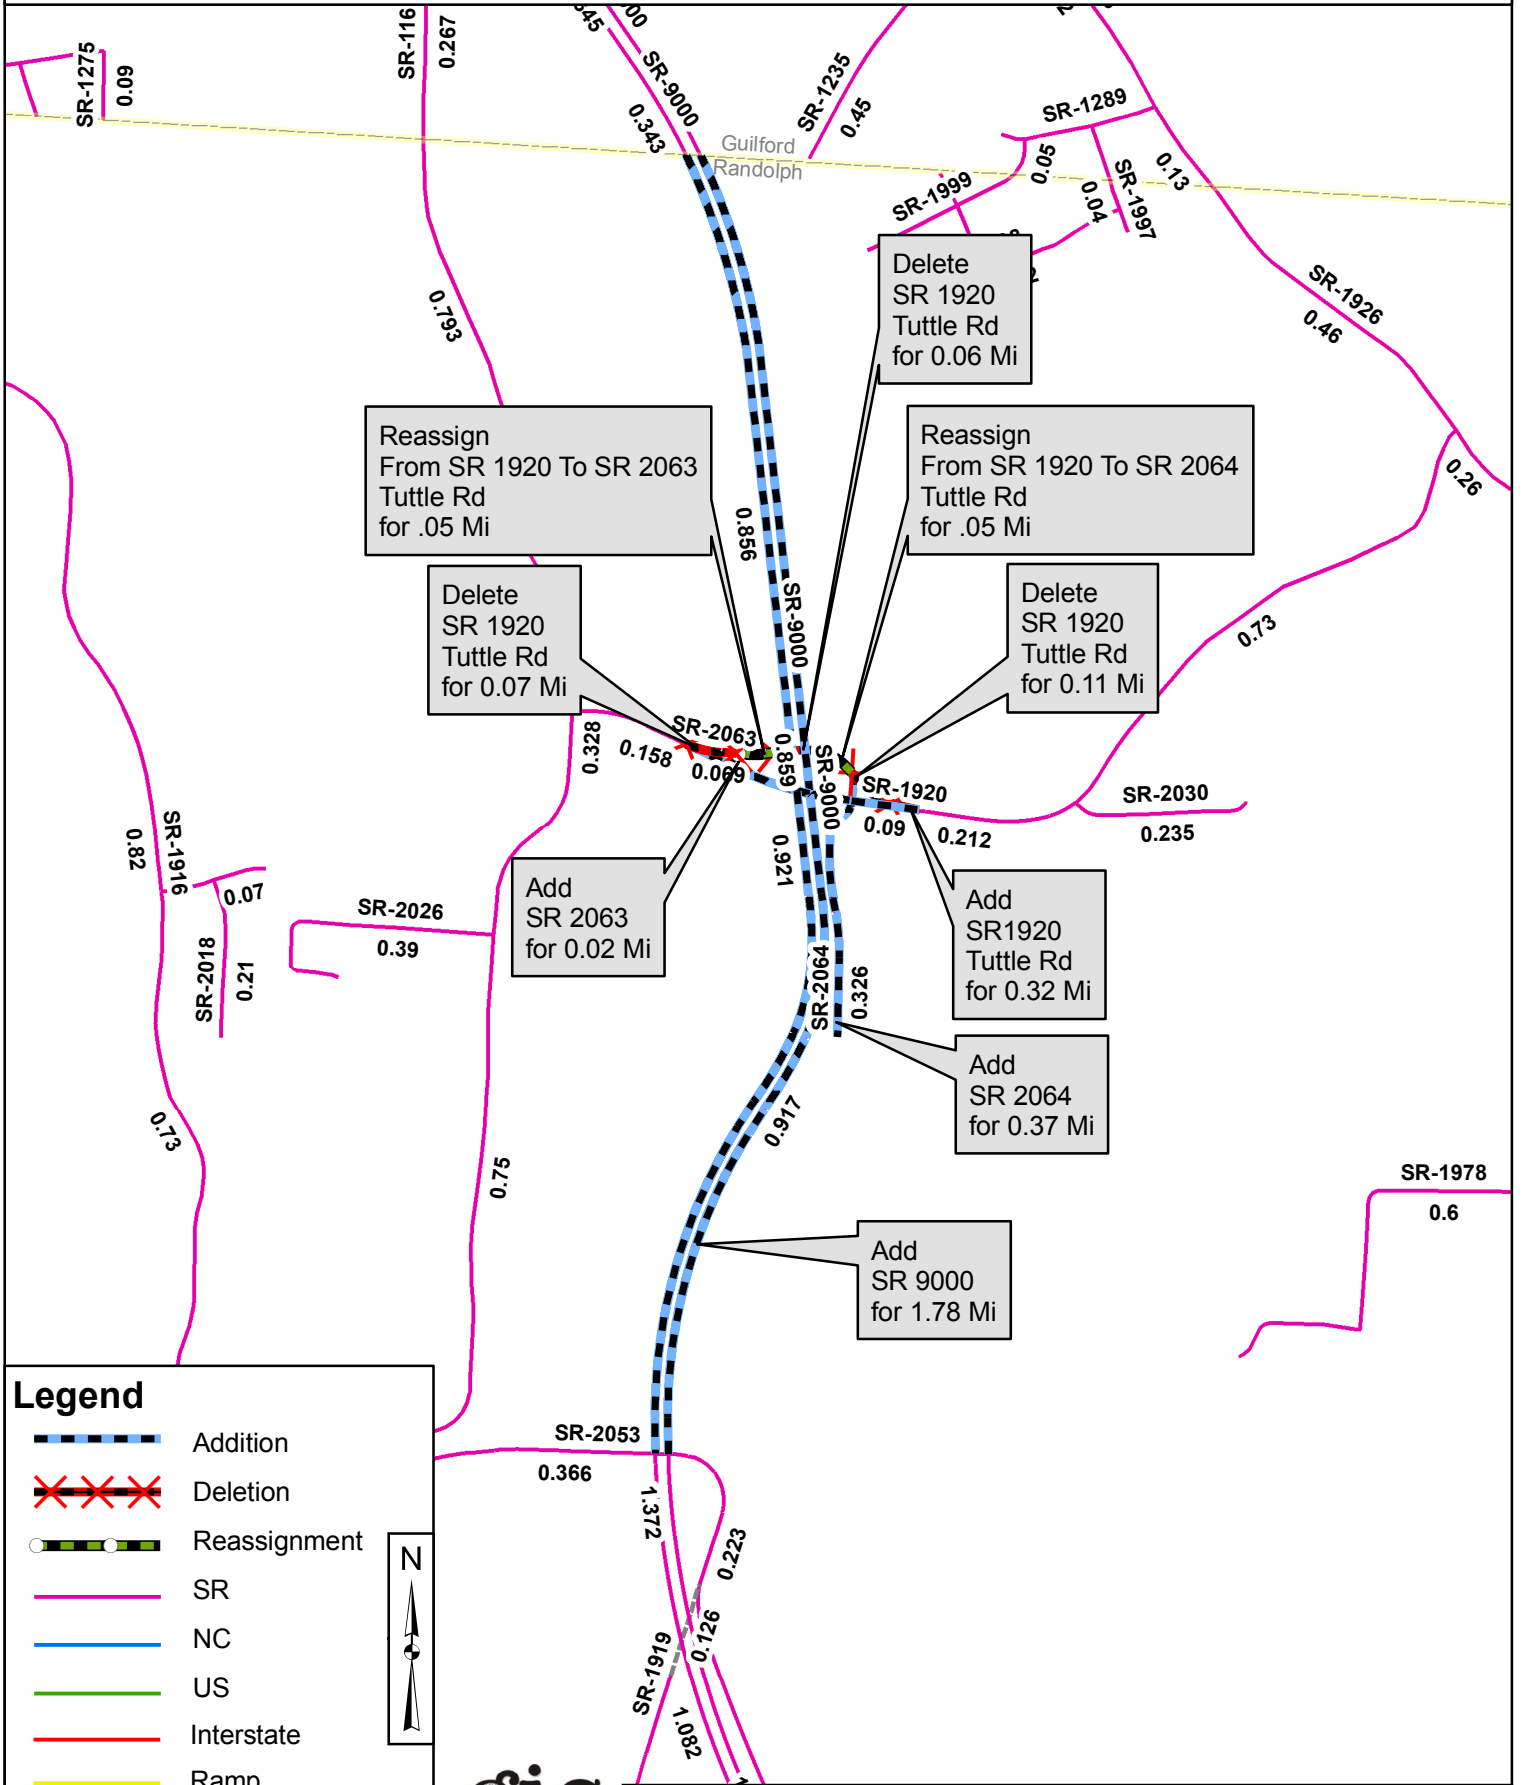 SR-1275
0.09
SR-116
0.267
SR-9000
0.343
SR-1235
0.45
Guilford
Randolph
SR-1289
0.05
0.13
SR-1999
0.04
SR-1997
0.793
Delete
SR 1920
Tuttle Rd
for 0.06 Mi
SR-1926
0.46
0.26
Reassign
From SR 1920 To SR 2063
Tuttle Rd
for .05 Mi
Reassign
From SR 1920 To SR 2064
Tuttle Rd
for .05 Mi
0.856
SR-9000
Delete
SR 1920
Tuttle Rd
for 0.07 Mi
Delete
SR 1920
Tuttle Rd
for 0.11 Mi
0.73
0.328
SR-2063
0.158
0.069
0.859
SR-9000
SR-1920
0.09
0.212
SR-2030
0.235
0.82
SR-1916
0.07
SR-2018
0.21
SR-2026
0.39
0.921
Add
SR 2063
for 0.02 Mi
Add
SR1920
Tuttle Rd
for 0.32 Mi
SR-2064
0.326
Add
SR 2064
for 0.37 Mi
0.73
0.75
0.917
SR-1978
0.6
Add
SR 9000
for 1.78 Mi
SR-2053
0.366
1.372
0.223
0.126
SR-1919
1.082
Legend
Addition
Deletion
Reassignment
SR
NC
US
Interstate
Ramp
N